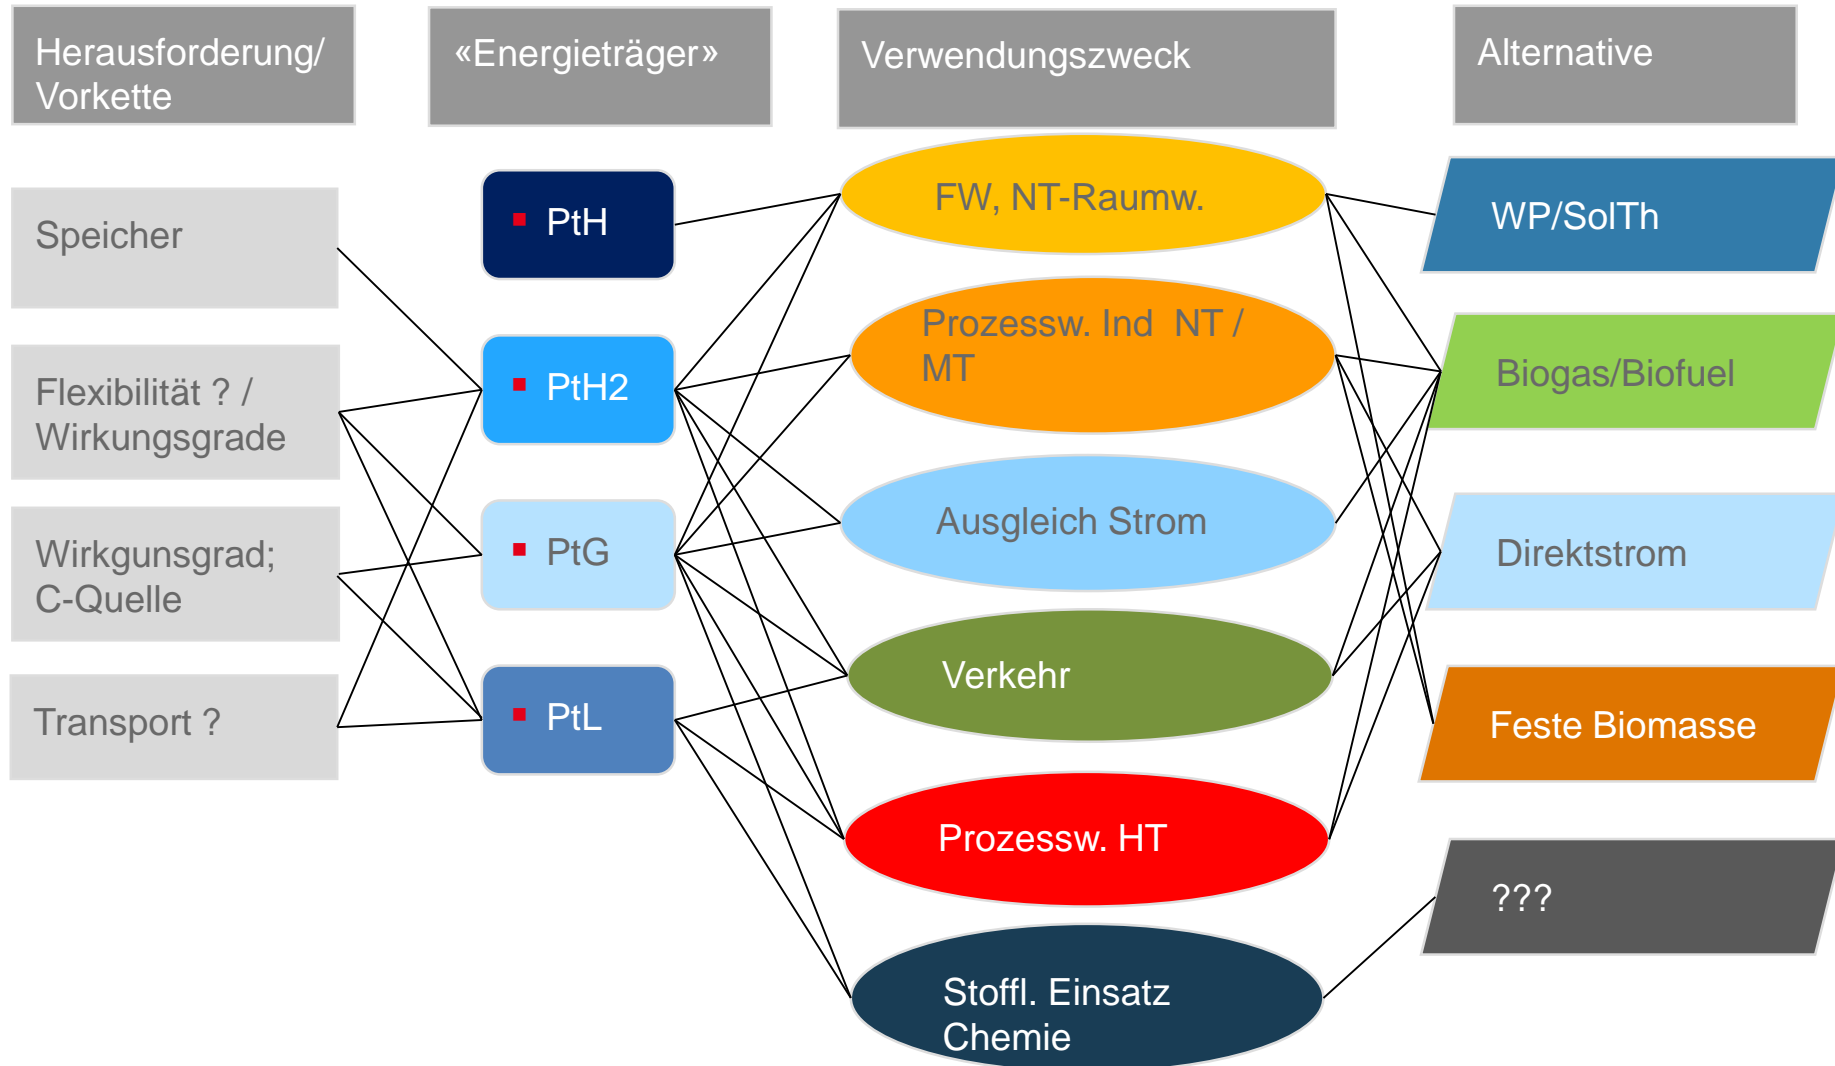 Herausforderung/
Vorkette
«Energieträger»
Verwendungszweck
Alternative
Speicher
Flexibilität ? /
Wirkungsgrade
Wirkgunsgrad;
C-Quelle
Transport ?
PtH
PtH2
PtG
PtL
FW, NT-Raumw.
Prozessw. Ind  NT /
MT
Ausgleich Strom
Verkehr
Prozessw. HT
Stoffl. Einsatz
Chemie
WP/SolTh
Biogas/Biofuel
Direktstrom
Feste Biomasse
???